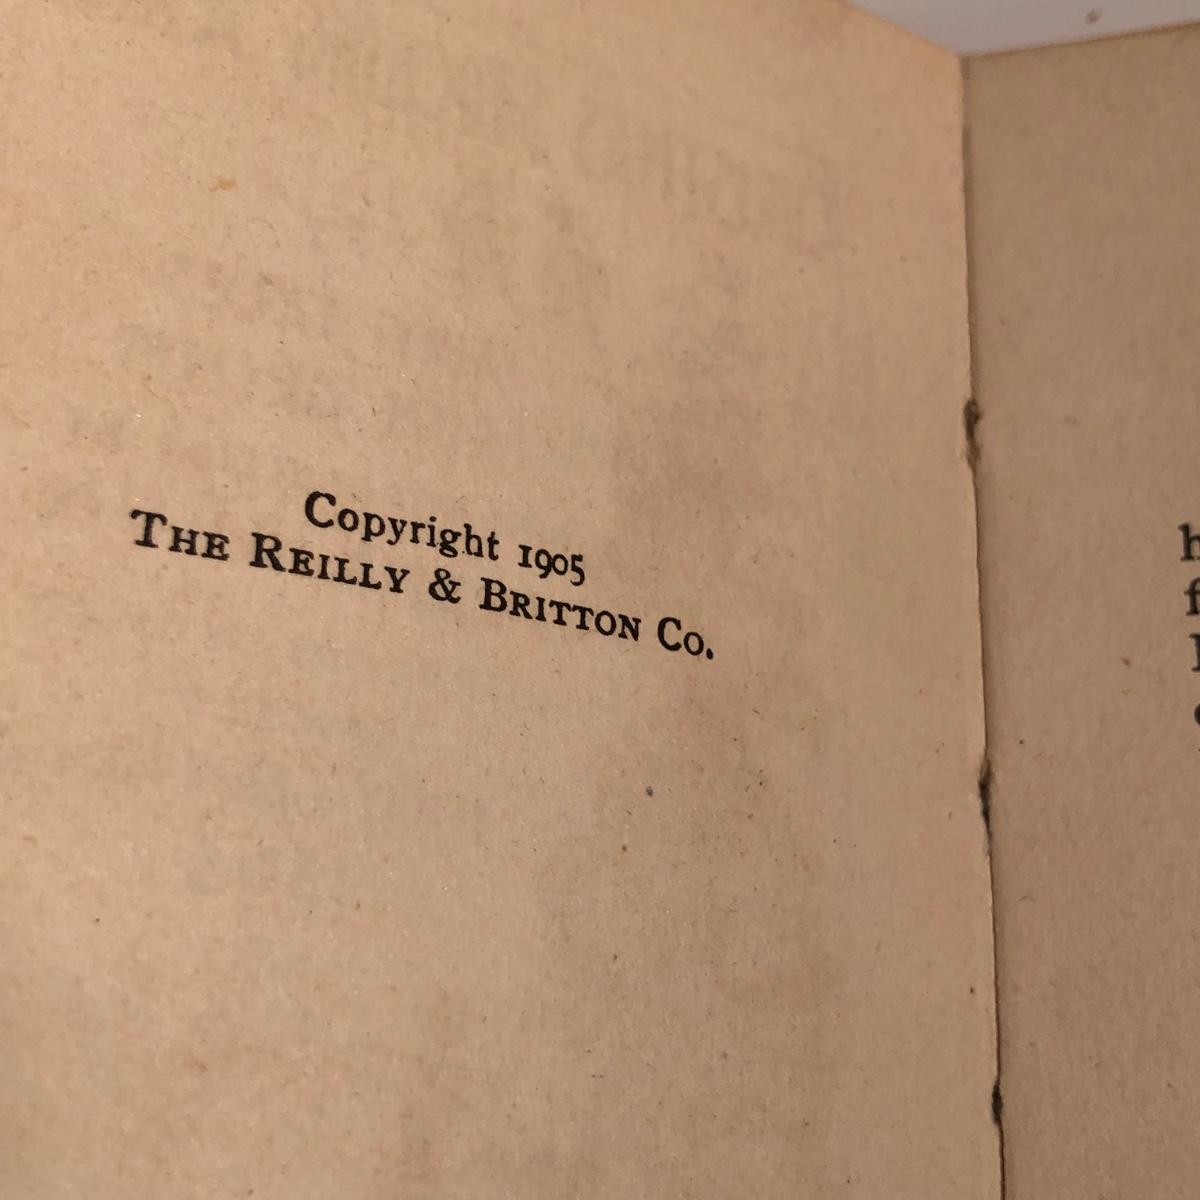 Copyright 1905
THE REILLY & BRITTON CO.